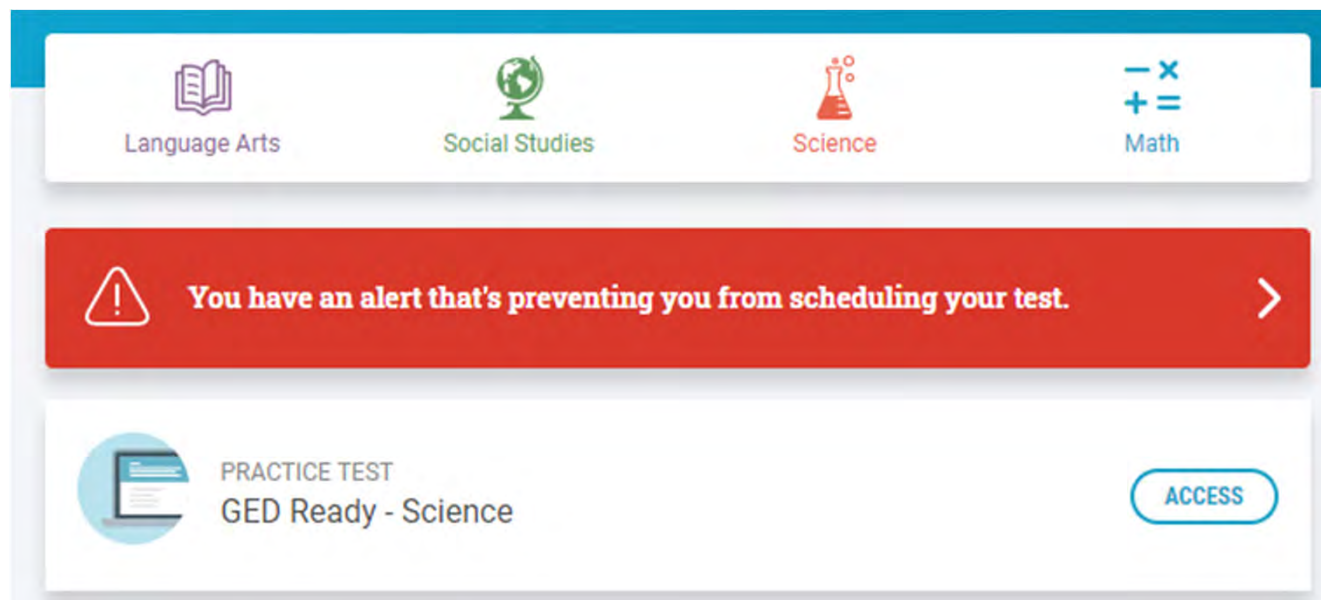 Language Arts
Social Studies
Science
Math
You have an alert that's preventing you from scheduling your test.
PRACTICE TEST
GED Ready - Science
ACCESS